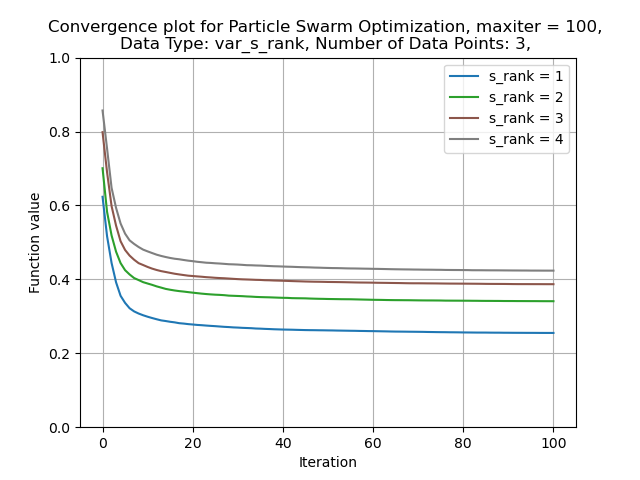 Convergence plot for Particle Swarm Optimization, maxiter = 100,
Data Type: var_s_rank, Number of Data Points: 3,
1.0
0.8
0.6
0.4
0.2
0.0
Function value
s_rank = 1
s_rank = 2
s_rank = 3
s_rank = 4
0 20 40 60 80 100
Iteration